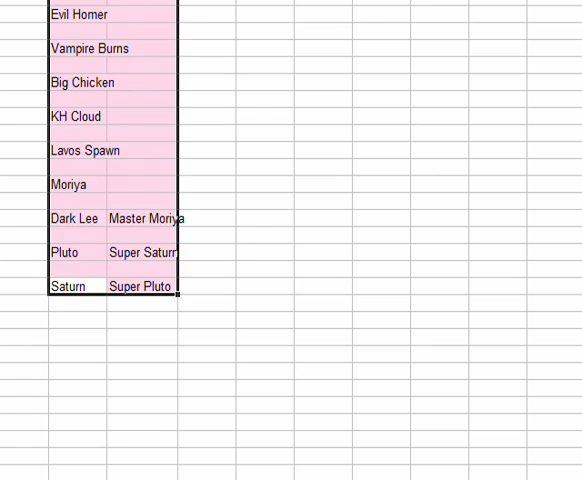 Evil Homer
Vampire Burns
Big Chicken
KH Cloud
Lavos Spawn
Moriya
Dark Lee Master Moriya
Pluto Super Saturn
Saturn Super Pluto